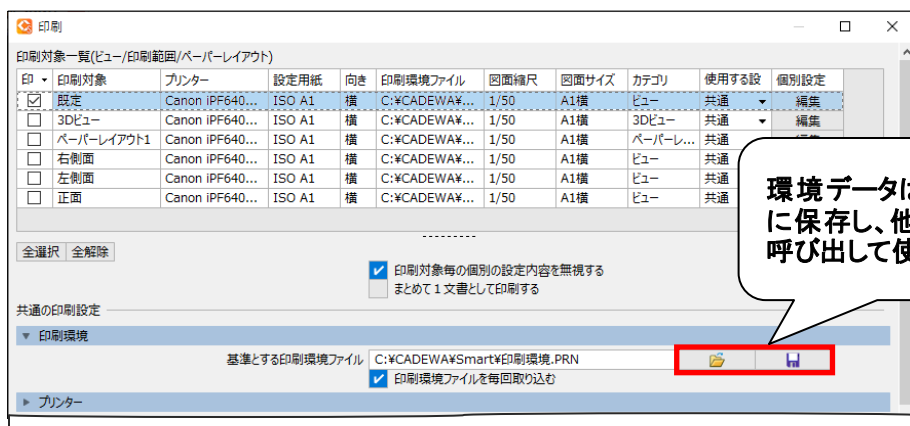 印刷
印刷対象一覧(ビュー/印刷範囲/ペーパーレイアウト)
印 印刷対象 プリンター 設定用紙 向き 印刷環境ファイル 図面縮尺 図面サイズ カテゴリ 使用する設 個別設定
既定 Canon iPF640... ISO A1 横 C:¥CADEWA¥... 1/50 A1横 ビュー 共通 編集
3Dビュー Canon iPF640... ISO A1 横 C:¥CADEWA¥... 1/50 A1横 3Dビュー 共通 編集
ペーパーレイアウト1 Canon iPF640... ISO A1 横 C:¥CADEWA¥... 1/50 A1横 ペーパーレ... 共通
右側面 Canon iPF640... ISO A1 横 C:¥CADEWA¥... 1/50 A1横 ビュー 共通
左側面 Canon iPF640... ISO A1 横 C:¥CADEWA¥... 1/50 A1横 ビュー 共通
正面 Canon iPF640... ISO A1 横 C:¥CADEWA¥... 1/50 A1横 ビュー 共通
環境データは
に保存し、他
呼び出して使
全選択 全解除
印刷対象毎の個別の設定内容を無視する
まとめて1文書として印刷する
共通の印刷設定
印刷環境
基準とする印刷環境ファイル C:¥CADEWA¥Smart¥印刷環境.PRN
印刷環境ファイルを毎回取り込む
プリンター